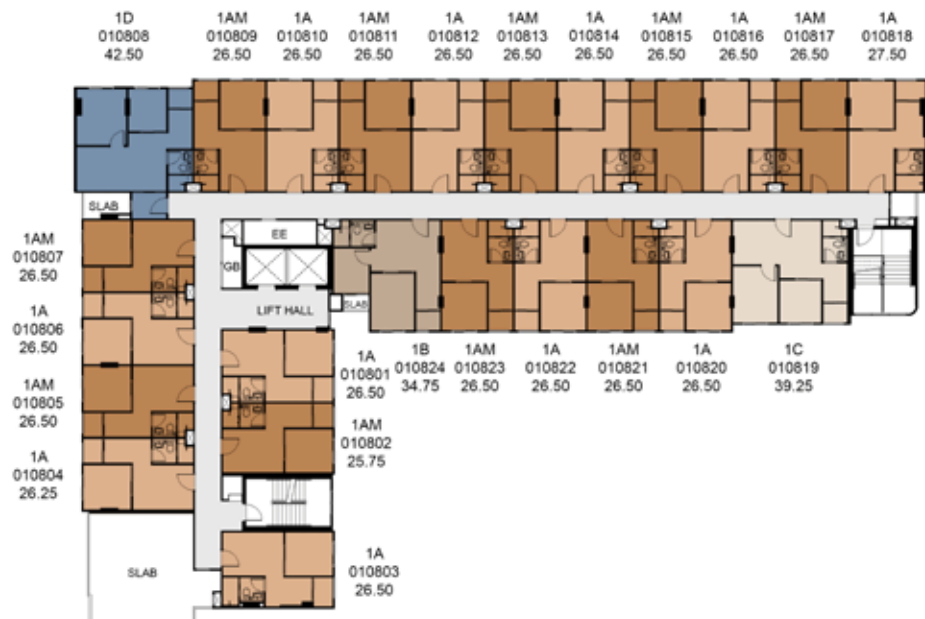 1D
010808
42.50
1AM
010809
26.50
1A
010810
26.50
1AM
010811
26.50
1A
010812
26.50
1AM
010813
26.50
1A
010814
26.50
1AM
010815
26.50
1A
010816
26.50
1AM
010817
26.50
1A
010818
27.50
SLAB
EE
GB
LIFT HALL
SLAB
1AM
010807
26.50
1A
010806
26.50
1AM
010805
26.50
1A
010804
26.25
1A
010801
26.50
1B
010824
34.75
1AM
010823
26.50
1A
010822
26.50
1AM
010821
26.50
1A
010820
26.50
1C
010819
39.25
1AM
010802
25.75
1A
010803
26.50
SLAB